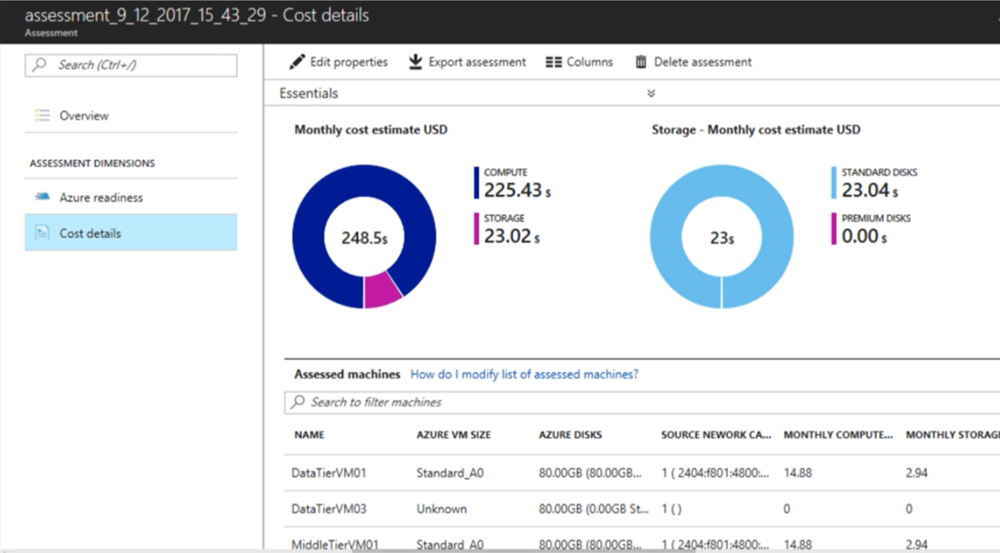 assessment_9_12_2017_15_43_29 - Cost details
Assessment
Search (Ctrl+/)
Overview
ASSESSMENT DIMENSIONS
Azure readiness
Cost details
Edit properties Export assessment Columns Delete assessment
Essentials
Monthly cost estimate USD
248.5$
COMPUTE
225.43 $
STORAGE
23.02 $
Storage - Monthly cost estimate USD
23$
STANDARD DISKS
23.04 $
PREMIUM DISKS
0.00 $
Assessed machines How do I modify list of assessed machines?
Search to filter machines
NAME AZURE VM SIZE AZURE DISKS SOURCE NEWORK CA... MONTHLY COMPUTE... MONTHLY STORAGE
DataTierVM01 Standard_A0 80.00GB (80.00GB... 1 ( 2404:f801:4800:... 14.88 2.94
DataTierVM03 Unknown 80.00GB (0.00GB St... 1 ( ) 0 0
MiddleTierVM01 Standard_A0 80.00GB (80.00GB... 1 ( 2404:f801:4800:... 14.88 2.94